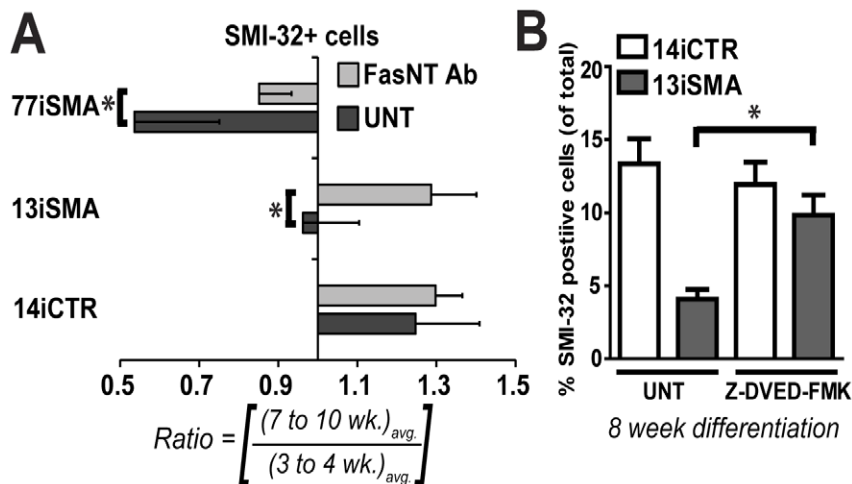 A
SMI-32+ cells
FasNT Ab
UNT
77iSMA
*
13iSMA
*
14iCTR
0.5 0.9 1.1 1.3 1.5
Ratio = [(7 to 10 wk.)avg.
(3 to 4 wk.)avg.]
B
14iCTR
13iSMA
% SMI-32 postiive cells (of total)
20
15
10
5
0
*
UNT Z-DVED-FMK
8 week differentiation